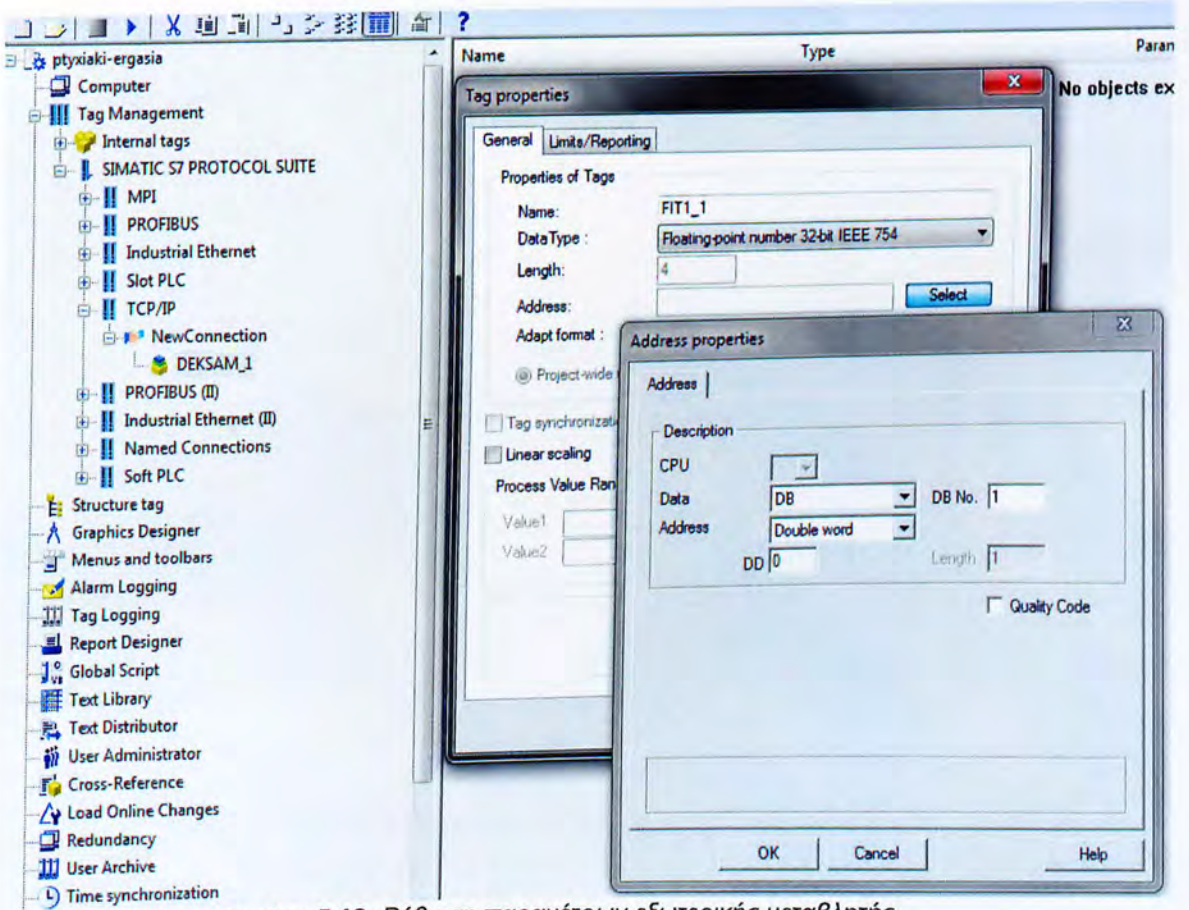 Name Type Paran
No objects ex
ptyxiaki-ergasia
Computer
Tag Management
Internal tags
SIMATIC S7 PROTOCOL SUITE
MPI
PROFIBUS
Industrial Ethernet
Slot PLC
TCP/IP
NewConnection
DEKSAM_1
PROFIBUS (II)
Industrial Ethernet (II)
Named Connections
Soft PLC
Structure tag
Graphics Designer
Menus and toolbars
Alarm Logging
Tag Logging
Report Designer
Global Script
Text Library
Text Distributor
User Administrator
Cross-Reference
Load Online Changes
Redundancy
User Archive
Time synchronization
Tag properties
General Limits/Reporting
Properties of Tags
Name: FIT1_1
DataType : Floating-point number 32-bit IEEE 754
Length: 4
Address: Select
Adapt format :
Project-wide
Tag synchronizati
Linear scaling
Process Value Ran
Value1
Value2
Address properties
Address
Description
CPU
Data DB DB No. 1
Address Double word
DD 0 Length 1
Quality Code
OK Cancel Help